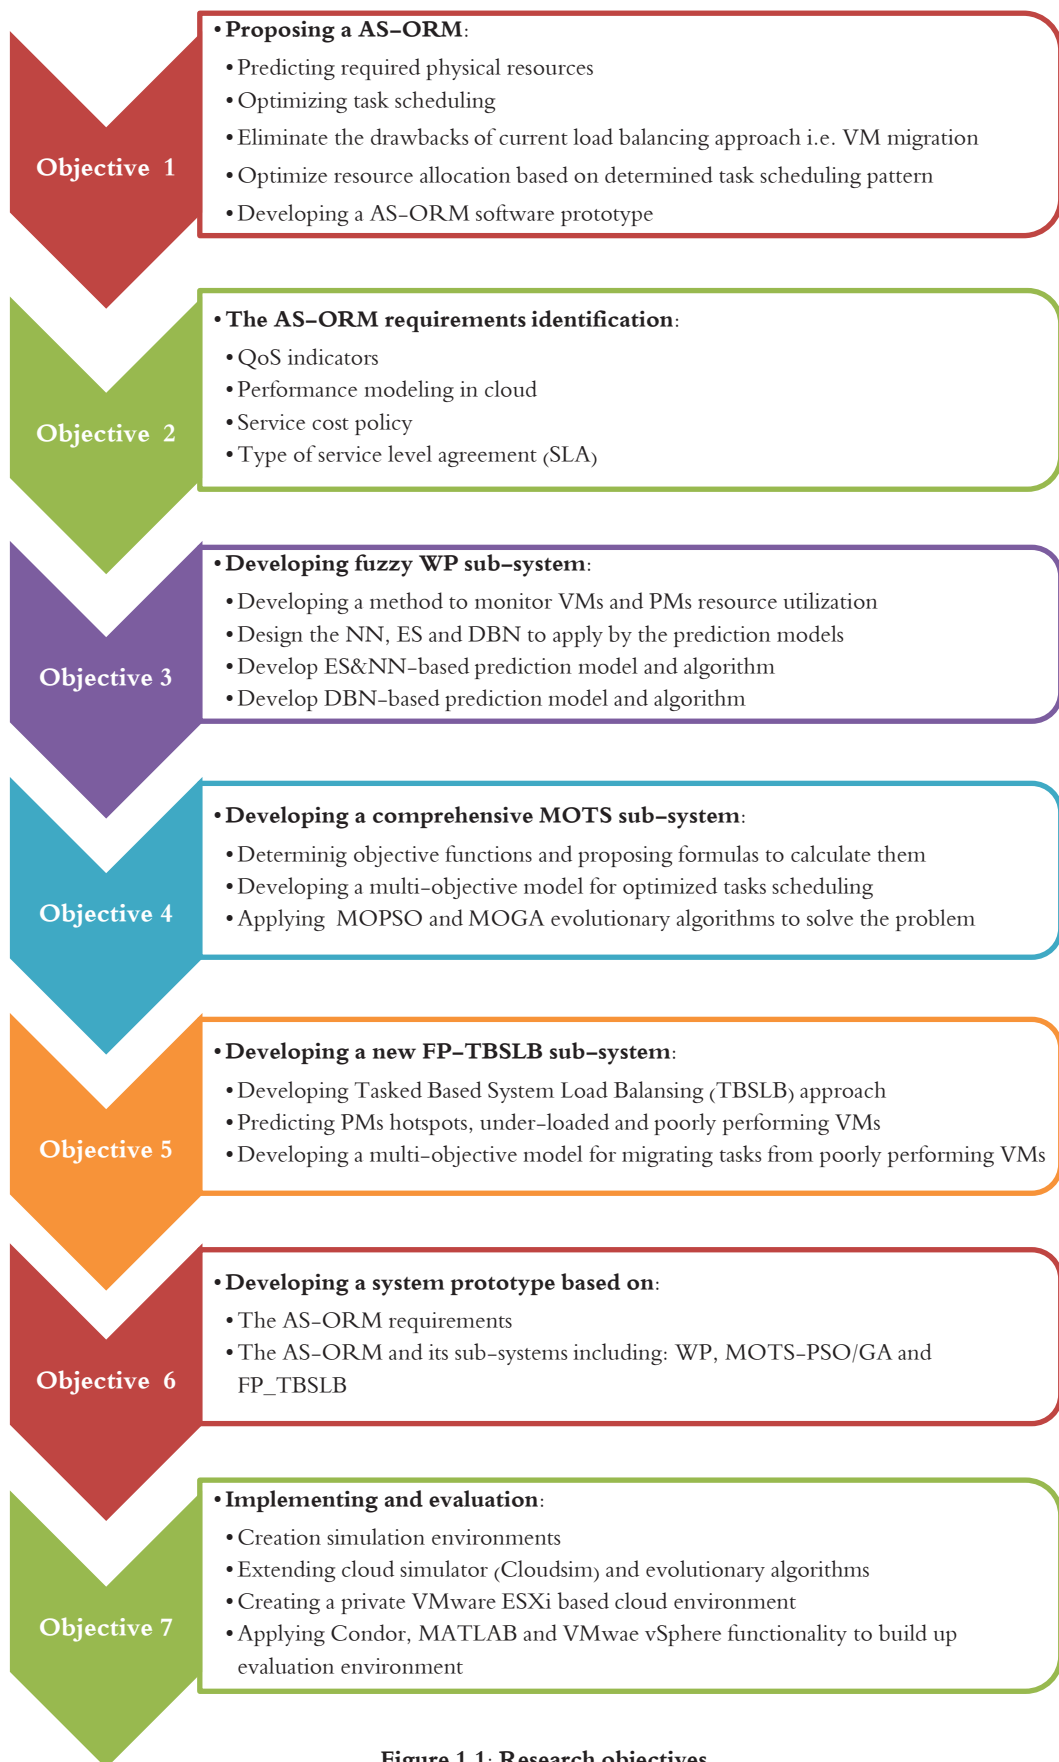 • Proposing a AS-ORM:
• Predicting required physical resources
• Optimizing task scheduling
• Eliminate the drawbacks of current load balancing approach i.e. VM migration
Objective 1
• Optimize resource allocation based on determined task scheduling pattern
• Developing a AS-ORM software prototype
• The AS-ORM requirements identification:
• QoS indicators
• Performance modeling in cloud
• Service cost policy
Objective 2
• Type of service level agreement (SLA)
• Developing fuzzy WP sub-system:
• Developing a method to monitor VMs and PMs resource utilization
• Design the NN, ES and DBN to apply by the prediction models
• Develop ES&NN-based prediction model and algorithm
Objective 3
• Develop DBN-based prediction model and algorithm
• Developing a comprehensive MOTS sub-system:
• Determinig objective functions and proposing formulas to calculate them
• Developing a multi-objective model for optimized tasks scheduling
Objective 4
• Applying MOPSO and MOGA evolutionary algorithms to solve the problem
• Developing a new FP-TBSLB sub-system:
• Developing Tasked Based System Load Balansing (TBSLB) approach
• Predicting PMs hotspots, under-loaded and poorly performing VMs
Objective 5
• Developing a multi-objective model for migrating tasks from poorly performing VMs
• Developing a system prototype based on:
• The AS-ORM requirements
• The AS-ORM and its sub-systems including: WP, MOTS-PSO/GA and
FP_TBSLB
Objective 6
• Implementing and evaluation:
• Creation simulation environments
• Extending cloud simulator (Cloudsim) and evolutionary algorithms
• Creating a private VMware ESXi based cloud environment
Objective 7
• Applying Condor, MATLAB and VMwae vSphere functionality to build up
evaluation environment
Figure 1.1: Research objectives